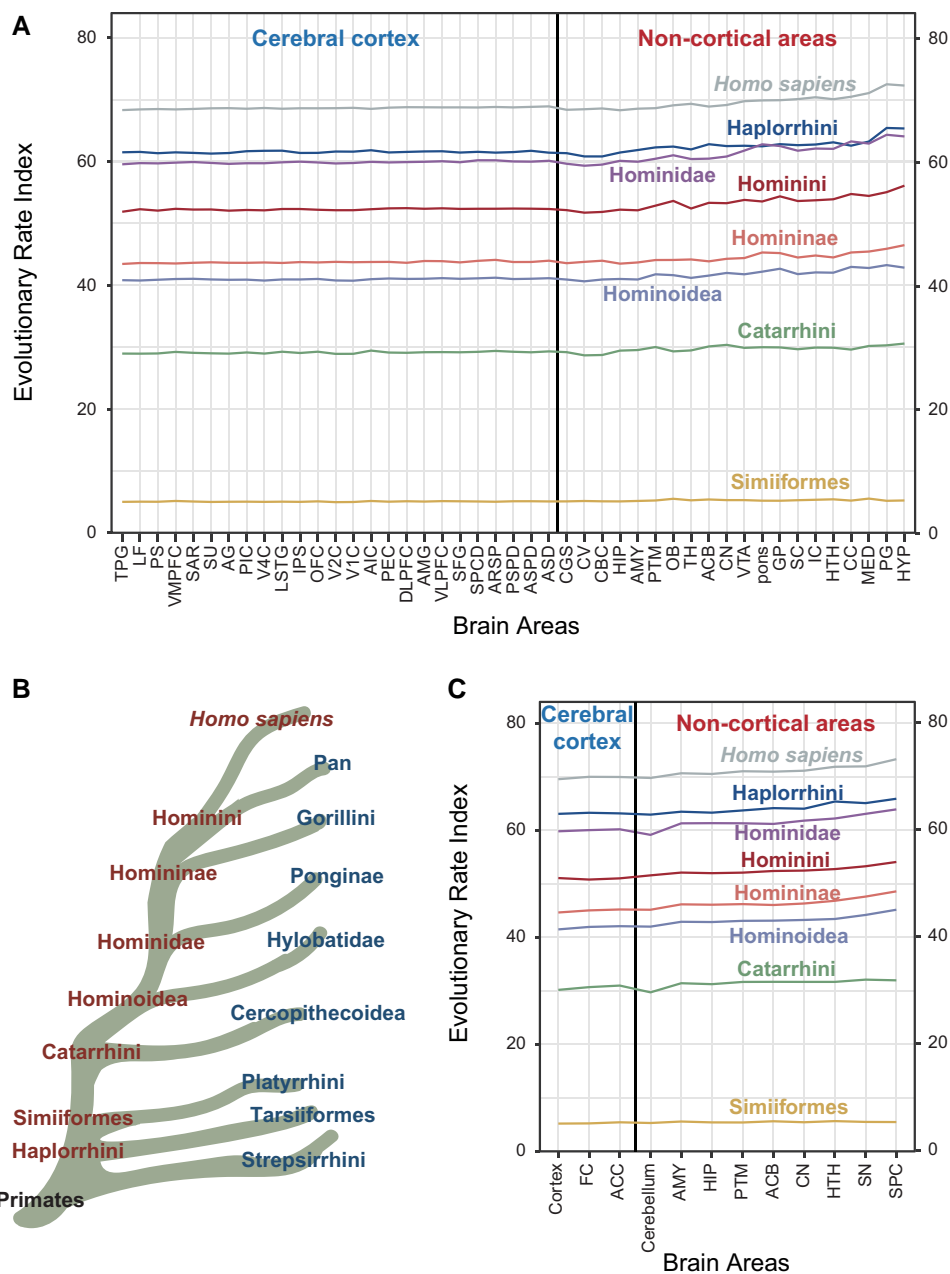 A
Cerebral cortex
Non-cortical areas
Evolutionary Rate Index
80
60
40
20
0
80
60
40
20
0
Homo sapiens
Haplorrhini
Hominidae
Hominini
Homininae
Hominoidea
Catarrhini
Simiiformes
TPG
LF
PS
VMPFC
SAR
SU
AG
PIC
V4C
LSTG
IPS
OFC
V2C
V1C
AIC
PEC
DLPFC
AMG
VLPFC
SFG
SPCD
ARSP
PSPD
ASPD
ASD
CGS
CV
CBC
HIP
AMY
PTM
OB
TH
ACB
CN
VTA
pons
GP
SC
IC
HTH
CC
MED
PG
HYP
Brain Areas
B
Homo sapiens
Pan
Hominini
Gorillini
Homininae
Ponginae
Hominidae
Hylobatidae
Hominoidea
Cercopithecoidea
Catarrhini
Platyrrhini
Simiiformes
Tarsiiformes
Haplorrhini
Strepsirrhini
Primates
C
Cerebral
cortex
Non-cortical areas
Evolutionary Rate Index
80
60
40
20
0
80
60
40
20
0
Homo sapiens
Haplorrhini
Hominidae
Hominini
Homininae
Hominoidea
Catarrhini
Simiiformes
Cortex
FC
ACC
Cerebellum
AMY
HIP
PTM
ACB
CN
HTH
SN
SPC
Brain Areas